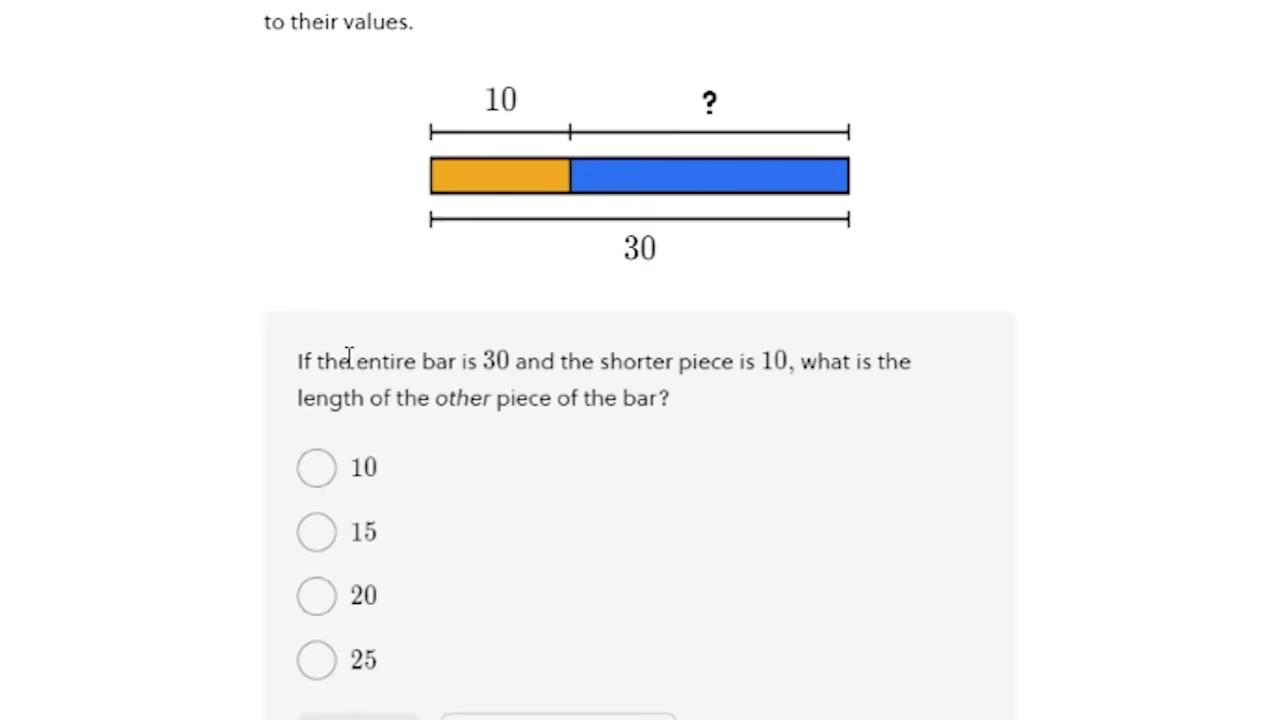 to their values.
10
?
30
If the entire bar is 30 and the shorter piece is 10, what is the
length of the other piece of the bar?
10
15
20
25